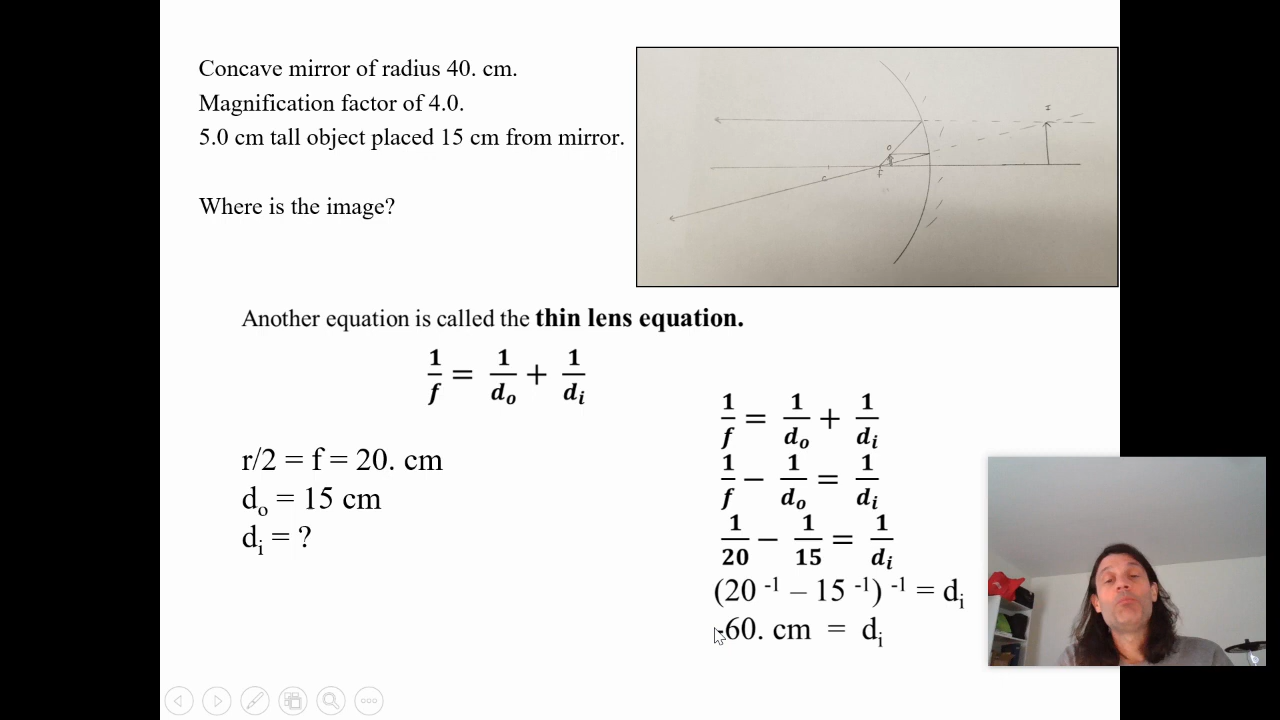 Concave mirror of radius 40. cm.
Magnification factor of 4.0.
5.0 cm tall object placed 15 cm from mirror.
Where is the image?
I
O
C
f
Another equation is called the thin lens equation.
1/f = 1/dₒ + 1/dᵢ
r/2 = f = 20. cm
dₒ = 15 cm
dᵢ = ?
1/f = 1/dₒ + 1/dᵢ
1/f − 1/dₒ = 1/dᵢ
1/20 − 1/15 = 1/dᵢ
(20 ⁻¹ – 15 ⁻¹) ⁻¹ = dᵢ
-60. cm = dᵢ